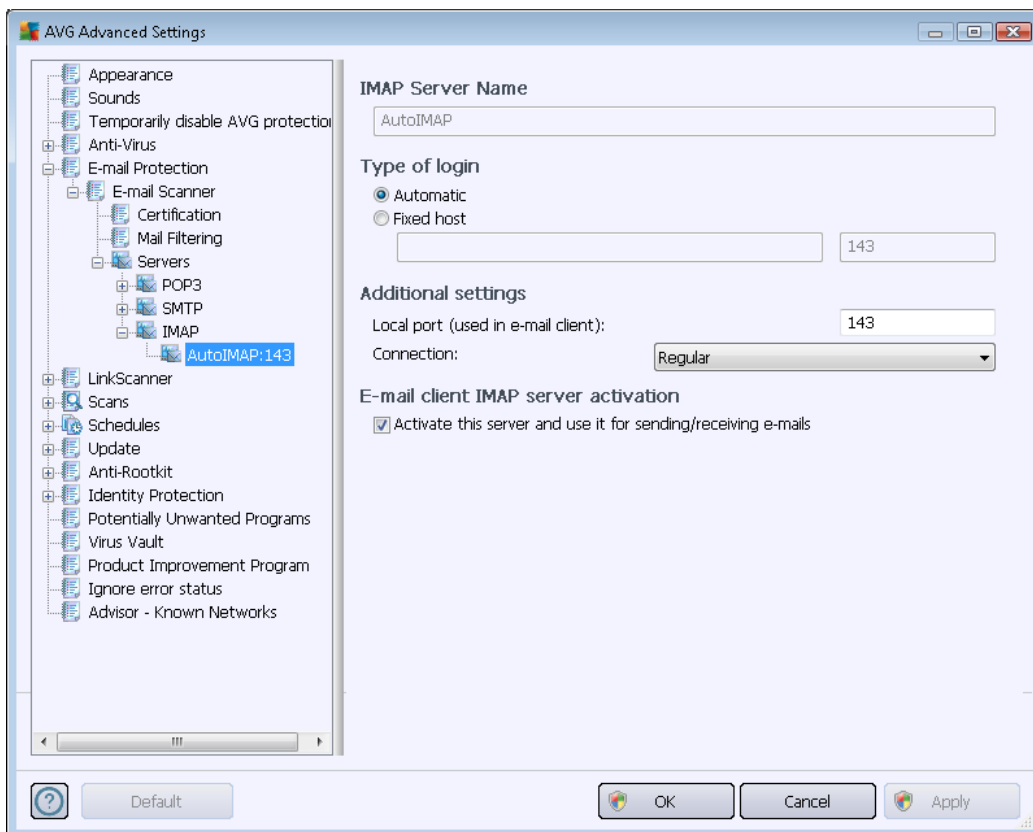 AVG Advanced Settings
Appearance
Sounds
Temporarily disable AVG protection
Anti-Virus
E-mail Protection
E-mail Scanner
Certification
Mail Filtering
Servers
POP3
SMTP
IMAP
AutoIMAP:143
LinkScanner
Scans
Schedules
Update
Anti-Rootkit
Identity Protection
Potentially Unwanted Programs
Virus Vault
Product Improvement Program
Ignore error status
Advisor - Known Networks
IMAP Server Name
AutoIMAP
Type of login
Automatic
Fixed host
143
Additional settings
Local port (used in e-mail client): 143
Connection: Regular
E-mail client IMAP server activation
Activate this server and use it for sending/receiving e-mails
? Default OK Cancel Apply